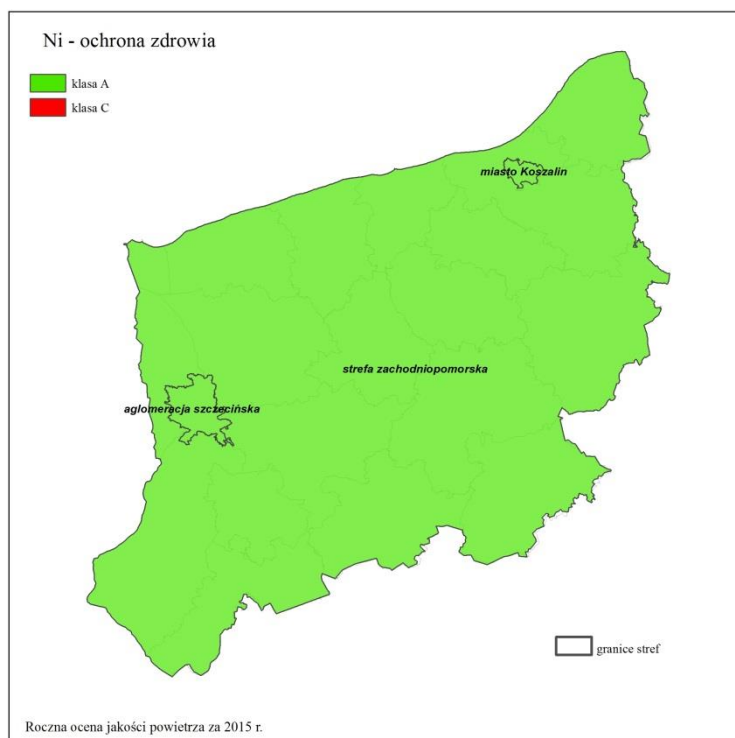 Ni - ochrona zdrowia
klasa A
klasa C
miasto Koszalin
strefa zachodniopomorska
aglomeracja szczecińska
granice stref
Roczna ocena jakości powietrza za 2015 r.